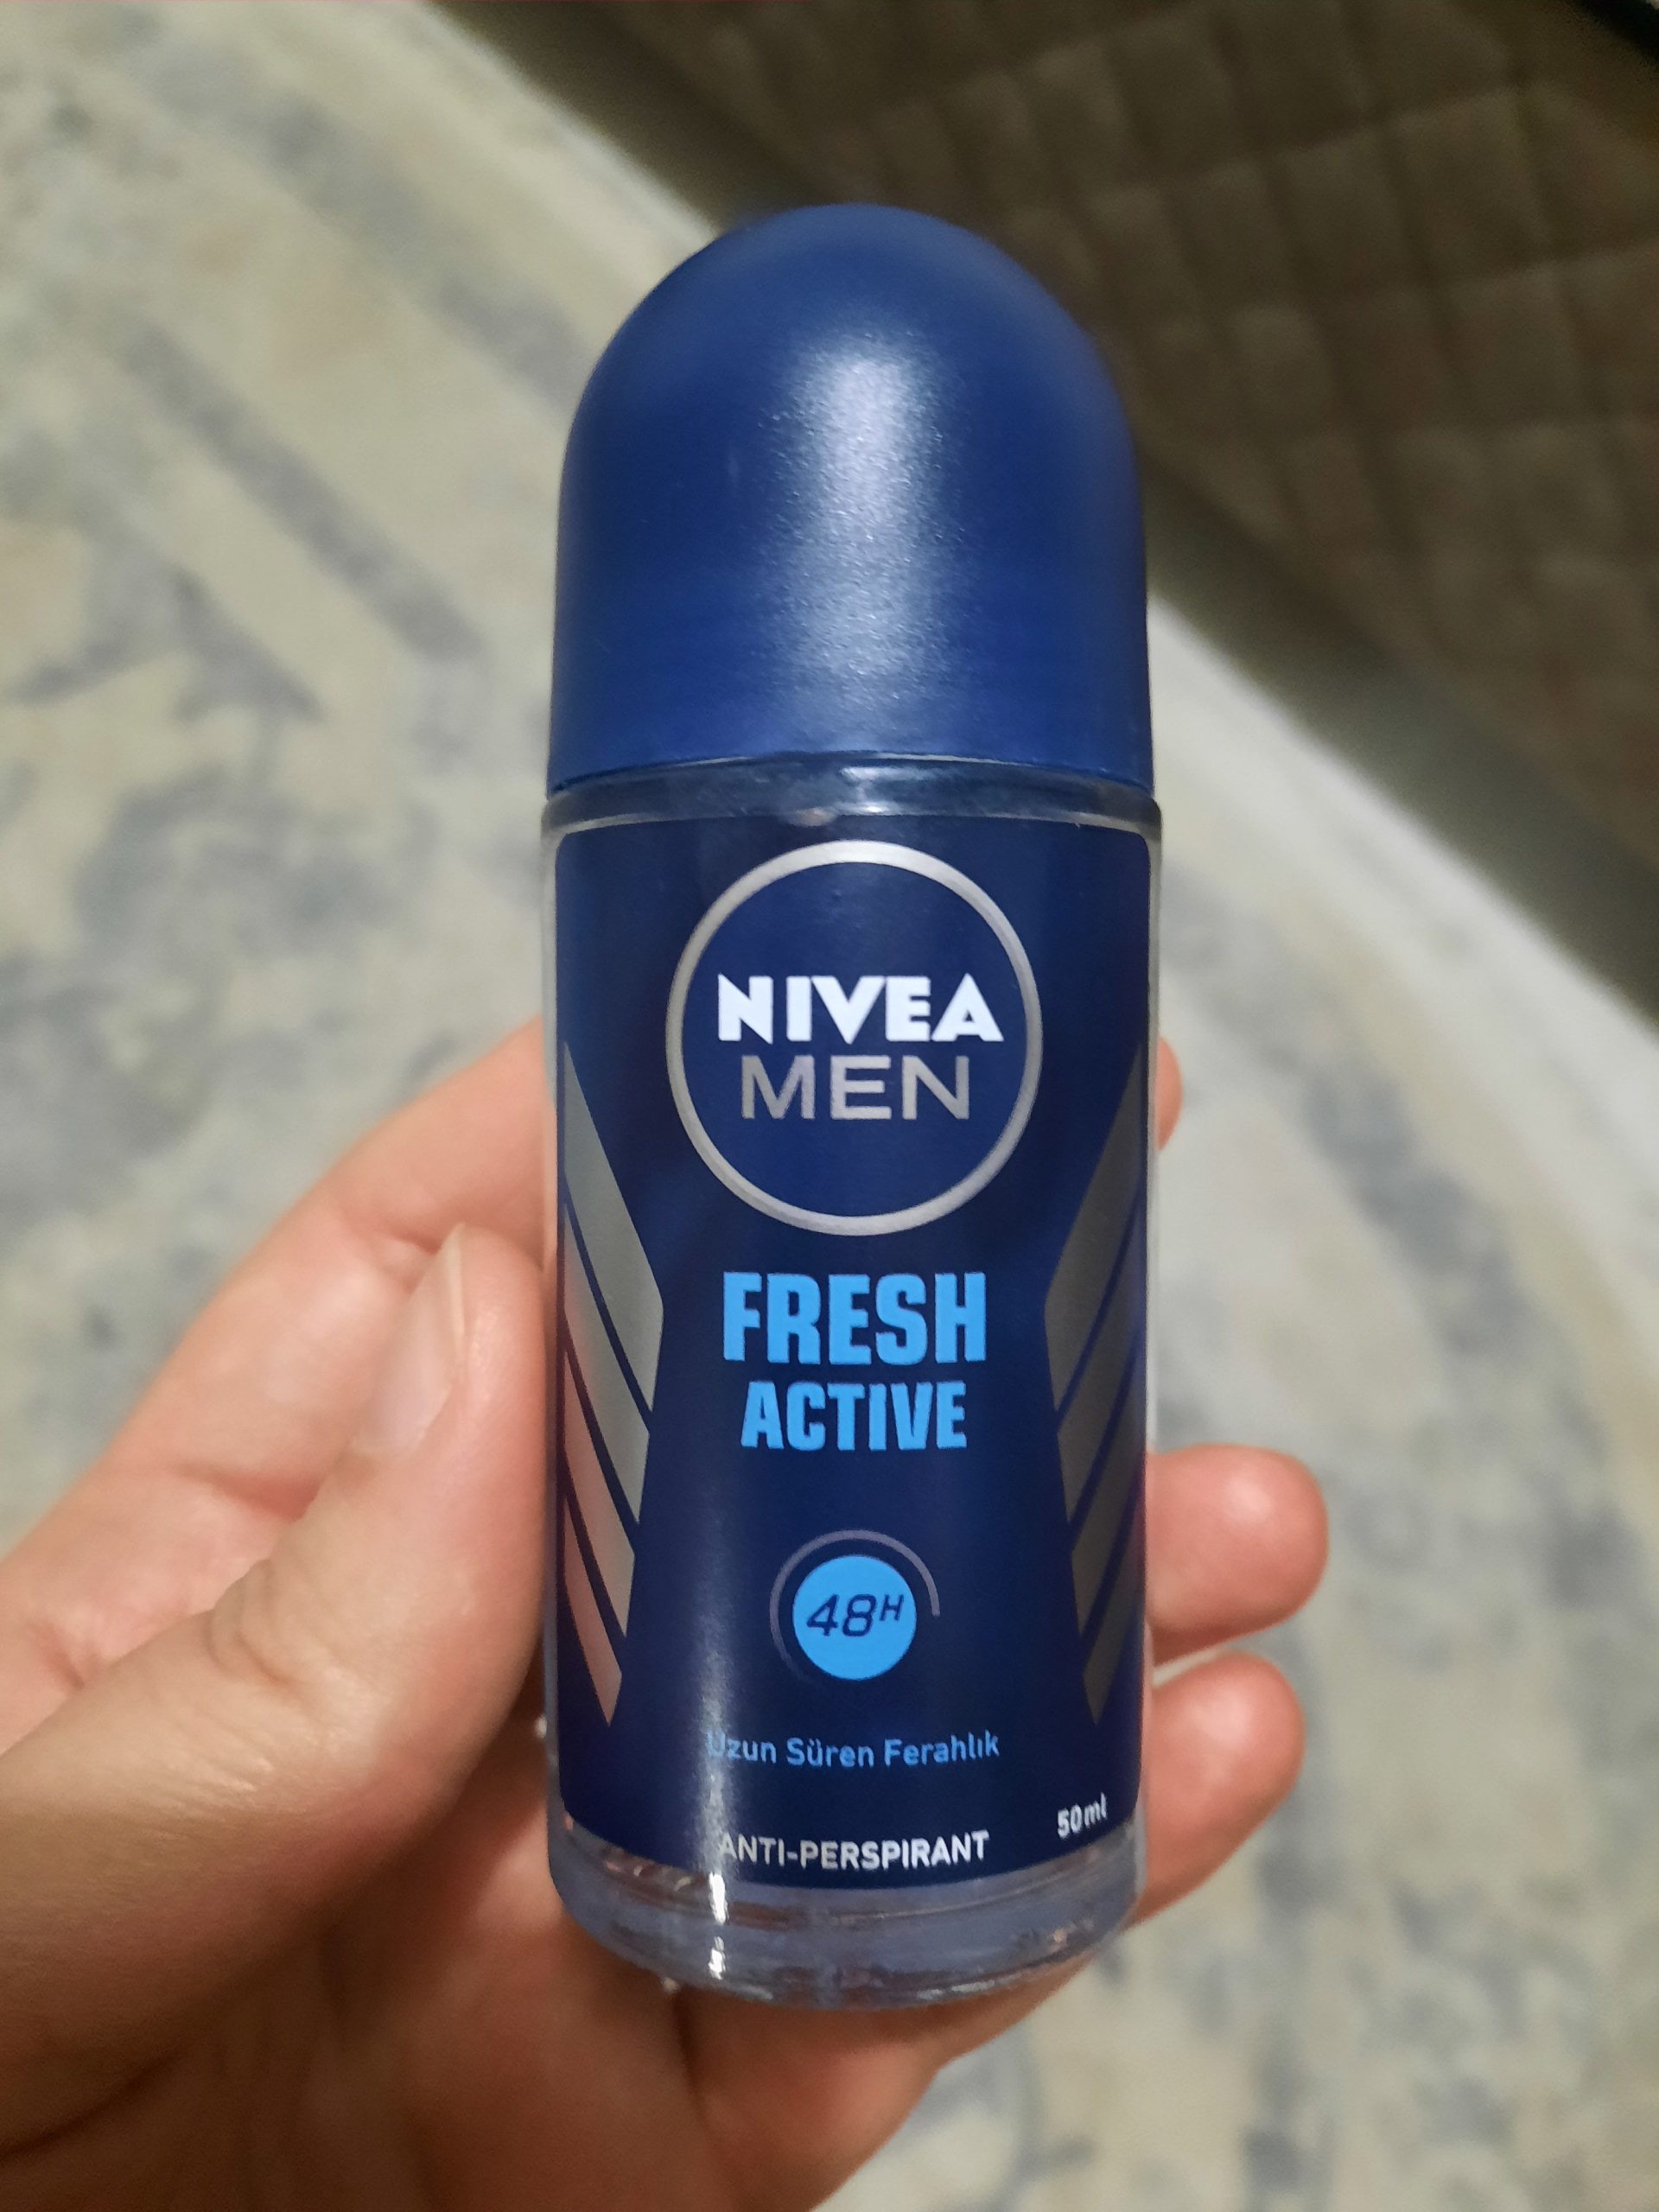 NIVEA
MEN
FRESH
ACTIVE
48H
Uzun Süren Ferahlık
50ml
ANTI-PERSPIRANT